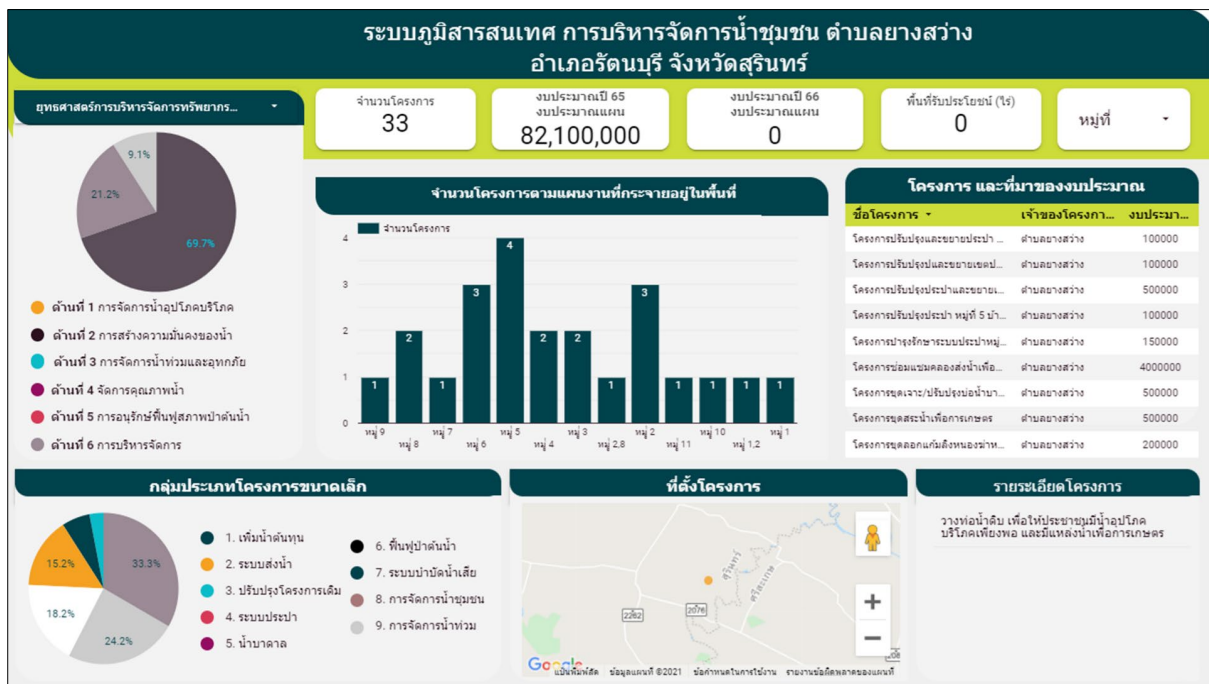 ระบบภูมิสารสนเทศ การบริหารจัดการน้ำชุมชน ตำบลยางสว่าง
อำเภอรัตนบุรี จังหวัดสุรินทร์
ยุทธศาสตร์การบริหารจัดการทรัพยากร...
จำนวนโครงการ
33
งบประมาณปี 65
งบประมาณแผน
82,100,000
งบประมาณปี 66
งบประมาณแผน
0
พื้นที่รับประโยชน์ (ไร่)
0
หมู่ที่
9.1%
21.2%
69.7%
ด้านที่ 1 การจัดการน้ำอุปโภคบริโภค
ด้านที่ 2 การสร้างความมั่นคงของน้ำ
ด้านที่ 3 การจัดการน้ำท่วมและอุทกภัย
ด้านที่ 4 จัดการคุณภาพน้ำ
ด้านที่ 5 การอนุรักษ์ฟื้นฟูสภาพป่าต้นน้ำ
ด้านที่ 6 การบริหารจัดการ
จำนวนโครงการตามแผนงานที่กระจายอยู่ในพื้นที่
จำนวนโครงการ
4
3
2
1
0
1 2 1 3 4 2 2 1 3 1 1 1 1
หมู่ 9 หมู่ 7 หมู่ 5 หมู่ 3 หมู่ 2 หมู่ 10 หมู่ 1
หมู่ 8 หมู่ 6 หมู่ 4 หมู่ 2,8 หมู่ 11 หมู่ 1,2
โครงการ และที่มาของงบประมาณ
ชื่อโครงการ เจ้าของโครงกา... งบประมา...
โครงการปรับปรุงและขยายประปา ... ตำบลยางสว่าง 100000
โครงการปรับปรุงปและขยายเขตป... ตำบลยางสว่าง 100000
โครงการปรับปรุงประปาและขยายเ... ตำบลยางสว่าง 500000
โครงการปรับปรุงประปา หมู่ที่ 5 บ้า... ตำบลยางสว่าง 100000
โครงการบำรุงรักษาระบบประปาหมู่... ตำบลยางสว่าง 150000
โครงการซ่อมแซมคลองส่งน้ำเพื่อ... ตำบลยางสว่าง 4000000
โครงการขุดเจาะ/ปรับปรุงบ่อน้ำบา... ตำบลยางสว่าง 500000
โครงการขุดสระน้ำเพื่อการเกษตร ตำบลยางสว่าง 500000
โครงการขุดลอกแก้มลิงหนองฆ่าห... ตำบลยางสว่าง 200000
กลุ่มประเภทโครงการขนาดเล็ก
15.2%
33.3%
18.2%
24.2%
1. เพิ่มน้ำต้นทุน
2. ระบบส่งน้ำ
3. ปรับปรุงโครงการเดิม
4. ระบบประปา
5. น้ำบาดาล
6. ฟื้นฟูป่าต้นน้ำ
7. ระบบบำบัดน้ำเสีย
8. การจัดการน้ำชุมชน
9. การจัดการน้ำท่วม
ที่ตั้งโครงการ
สุรินทร์
ศรีสะเกษ
2076
2262
Google
แป้นพิมพ์ลัด ข้อมูลแผนที่ ©2021 ข้อกำหนดในการใช้งาน รายงานข้อผิดพลาดของแผนที่
รายระเอียดโครงการ
วางท่อน้ำดิบ เพื่อให้ประชาชนมีน้ำอุปโภค
บริโภคเพียงพอ และมีแหล่งน้ำเพื่อการเกษตร